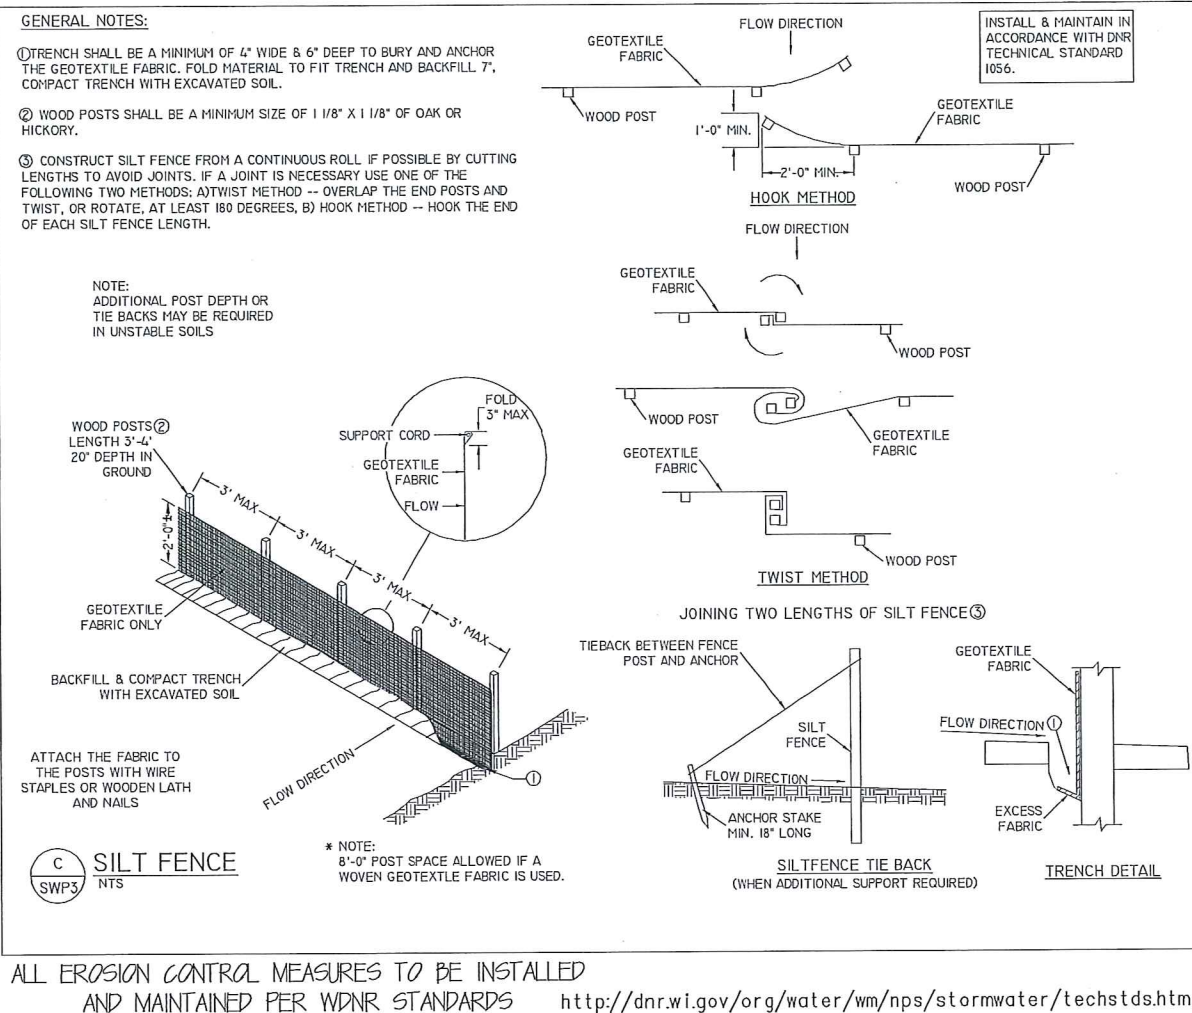 GENERAL NOTES:
①TRENCH SHALL BE A MINIMUM OF 4" WIDE & 6" DEEP TO BURY AND ANCHOR
THE GEOTEXTILE FABRIC. FOLD MATERIAL TO FIT TRENCH AND BACKFILL 7",
COMPACT TRENCH WITH EXCAVATED SOIL.
② WOOD POSTS SHALL BE A MINIMUM SIZE OF 1 1/8" X 1 1/8" OF OAK OR
HICKORY.
③ CONSTRUCT SILT FENCE FROM A CONTINUOUS ROLL IF POSSIBLE BY CUTTING
LENGTHS TO AVOID JOINTS. IF A JOINT IS NECESSARY USE ONE OF THE
FOLLOWING TWO METHODS; A)TWIST METHOD -- OVERLAP THE END POSTS AND
TWIST, OR ROTATE, AT LEAST 180 DEGREES, B) HOOK METHOD -- HOOK THE END
OF EACH SILT FENCE LENGTH.
NOTE:
ADDITIONAL POST DEPTH OR
TIE BACKS MAY BE REQUIRED
IN UNSTABLE SOILS
FLOW DIRECTION
GEOTEXTILE
FABRIC
WOOD POST
INSTALL & MAINTAIN IN
ACCORDANCE WITH DNR
TECHNICAL STANDARD
1056.
GEOTEXTILE
FABRIC
1'-0" MIN.
2'-0" MIN.
WOOD POST
HOOK METHOD
FLOW DIRECTION
GEOTEXTILE
FABRIC
WOOD POST
WOOD POST
GEOTEXTILE
FABRIC
GEOTEXTILE
FABRIC
WOOD POST
TWIST METHOD
JOINING TWO LENGTHS OF SILT FENCE③
WOOD POSTS②
LENGTH 3'-4'
20" DEPTH IN
GROUND
FOLD
3" MAX
SUPPORT CORD
GEOTEXTILE
FABRIC
FLOW
3' MAX
3' MAX
3' MAX
3' MAX
2'-0"±
GEOTEXTILE
FABRIC ONLY
BACKFILL & COMPACT TRENCH
WITH EXCAVATED SOIL
ATTACH THE FABRIC TO
THE POSTS WITH WIRE
STAPLES OR WOODEN LATH
AND NAILS
FLOW DIRECTION
①
C
SWP3
SILT FENCE
NTS
* NOTE:
8'-0" POST SPACE ALLOWED IF A
WOVEN GEOTEXTLE FABRIC IS USED.
TIEBACK BETWEEN FENCE
POST AND ANCHOR
SILT
FENCE
FLOW DIRECTION
ANCHOR STAKE
MIN. 18" LONG
SILTFENCE TIE BACK
(WHEN ADDITIONAL SUPPORT REQUIRED)
GEOTEXTILE
FABRIC
FLOW DIRECTION ①
EXCESS
FABRIC
TRENCH DETAIL
ALL EROSION CONTROL MEASURES TO BE INSTALLED
AND MAINTAINED PER WDNR STANDARDS
http://dnr.wi.gov/org/water/wm/nps/stormwater/techstds.htm